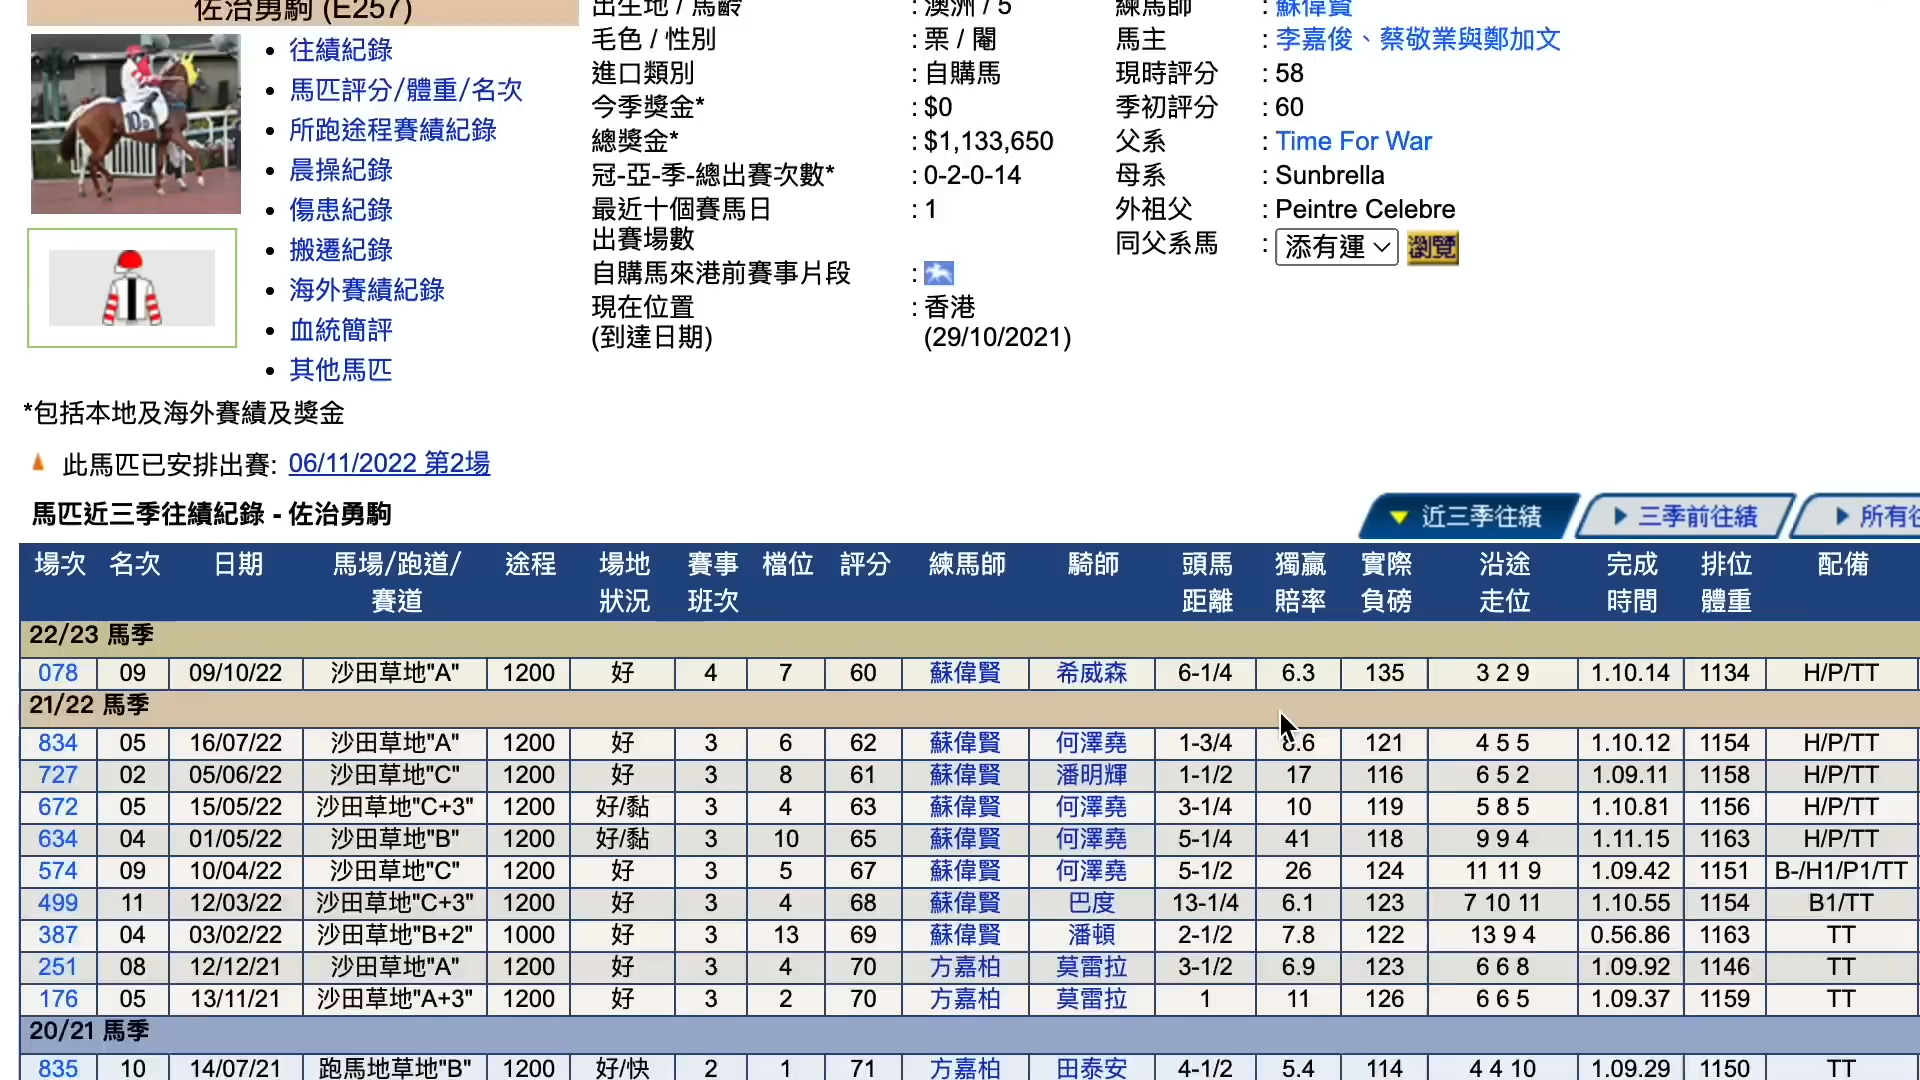 佐治勇駒 (E257)
往績紀錄
馬匹評分/體重/名次
所跑途程賽績紀錄
晨操紀錄
傷患紀錄
搬遷紀錄
海外賽績紀錄
血統簡評
其他馬匹
出生地 / 馬齡 : 澳洲 / 5
毛色 / 性別 : 栗 / 閹
進口類別 : 自購馬
今季獎金* : $0
總獎金* : $1,133,650
冠-亞-季-總出賽次數* : 0-2-0-14
最近十個賽馬日 : 1
出賽場數
自購馬來港前賽事片段 :
現在位置 : 香港
(到達日期) (29/10/2021)
練馬師 : 蘇偉賢
馬主 : 李嘉俊、蔡敬業與鄭加文
現時評分 : 58
季初評分 : 60
父系 : Time For War
母系 : Sunbrella
外祖父 : Peintre Celebre
同父系馬 : 添有運 瀏覽
*包括本地及海外賽績及獎金
此馬匹已安排出賽: 06/11/2022 第2場
馬匹近三季往績紀錄 - 佐治勇駒 近三季往績 三季前往績 所有往
場次 名次 日期 馬場/跑道/ 途程 場地 賽事 檔位 評分 練馬師 騎師 頭馬 獨贏 實際 沿途 完成 排位 配備
賽道 狀況 班次 距離 賠率 負磅 走位 時間 體重
22/23 馬季
078 09 09/10/22 沙田草地"A" 1200 好 4 7 60 蘇偉賢 希威森 6-1/4 6.3 135 3 2 9 1.10.14 1134 H/P/TT
21/22 馬季
834 05 16/07/22 沙田草地"A" 1200 好 3 6 62 蘇偉賢 何澤堯 1-3/4 8.6 121 4 5 5 1.10.12 1154 H/P/TT
727 02 05/06/22 沙田草地"C" 1200 好 3 8 61 蘇偉賢 潘明輝 1-1/2 17 116 6 5 2 1.09.11 1158 H/P/TT
672 05 15/05/22 沙田草地"C+3" 1200 好/黏 3 4 63 蘇偉賢 何澤堯 3-1/4 10 119 5 8 5 1.10.81 1156 H/P/TT
634 04 01/05/22 沙田草地"B" 1200 好/黏 3 10 65 蘇偉賢 何澤堯 5-1/4 41 118 9 9 4 1.11.15 1163 H/P/TT
574 09 10/04/22 沙田草地"C" 1200 好 3 5 67 蘇偉賢 何澤堯 5-1/2 26 124 11 11 9 1.09.42 1151 B-/H1/P1/TT
499 11 12/03/22 沙田草地"C+3" 1200 好 3 4 68 蘇偉賢 巴度 13-1/4 6.1 123 7 10 11 1.10.55 1154 B1/TT
387 04 03/02/22 沙田草地"B+2" 1000 好 3 13 69 蘇偉賢 潘頓 2-1/2 7.8 122 13 9 4 0.56.86 1163 TT
251 08 12/12/21 沙田草地"A" 1200 好 3 4 70 方嘉柏 莫雷拉 3-1/2 6.9 123 6 6 8 1.09.92 1146 TT
176 05 13/11/21 沙田草地"A+3" 1200 好 3 2 70 方嘉柏 莫雷拉 1 11 126 6 6 5 1.09.37 1159 TT
20/21 馬季
835 10 14/07/21 跑馬地草地"B" 1200 好/快 2 1 71 方嘉柏 田泰安 4-1/2 5.4 114 4 4 10 1.09.29 1150 TT